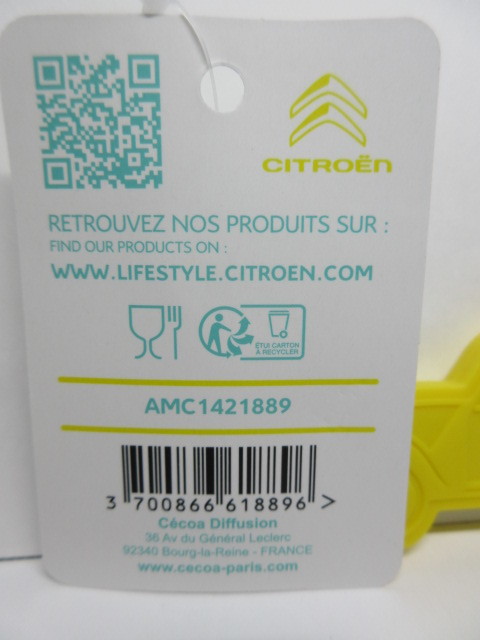 CITROËN
RETROUVEZ NOS PRODUITS SUR :
FIND OUR PRODUCTS ON :
WWW.LIFESTYLE.CITROEN.COM
ÉTUI CARTON
À RECYCLER
AMC1421889
3 700866 618896 >
Cécoa Diffusion
36 Av du Général Leclerc
92340 Bourg-la-Reine - FRANCE
www.cecoa-paris.com